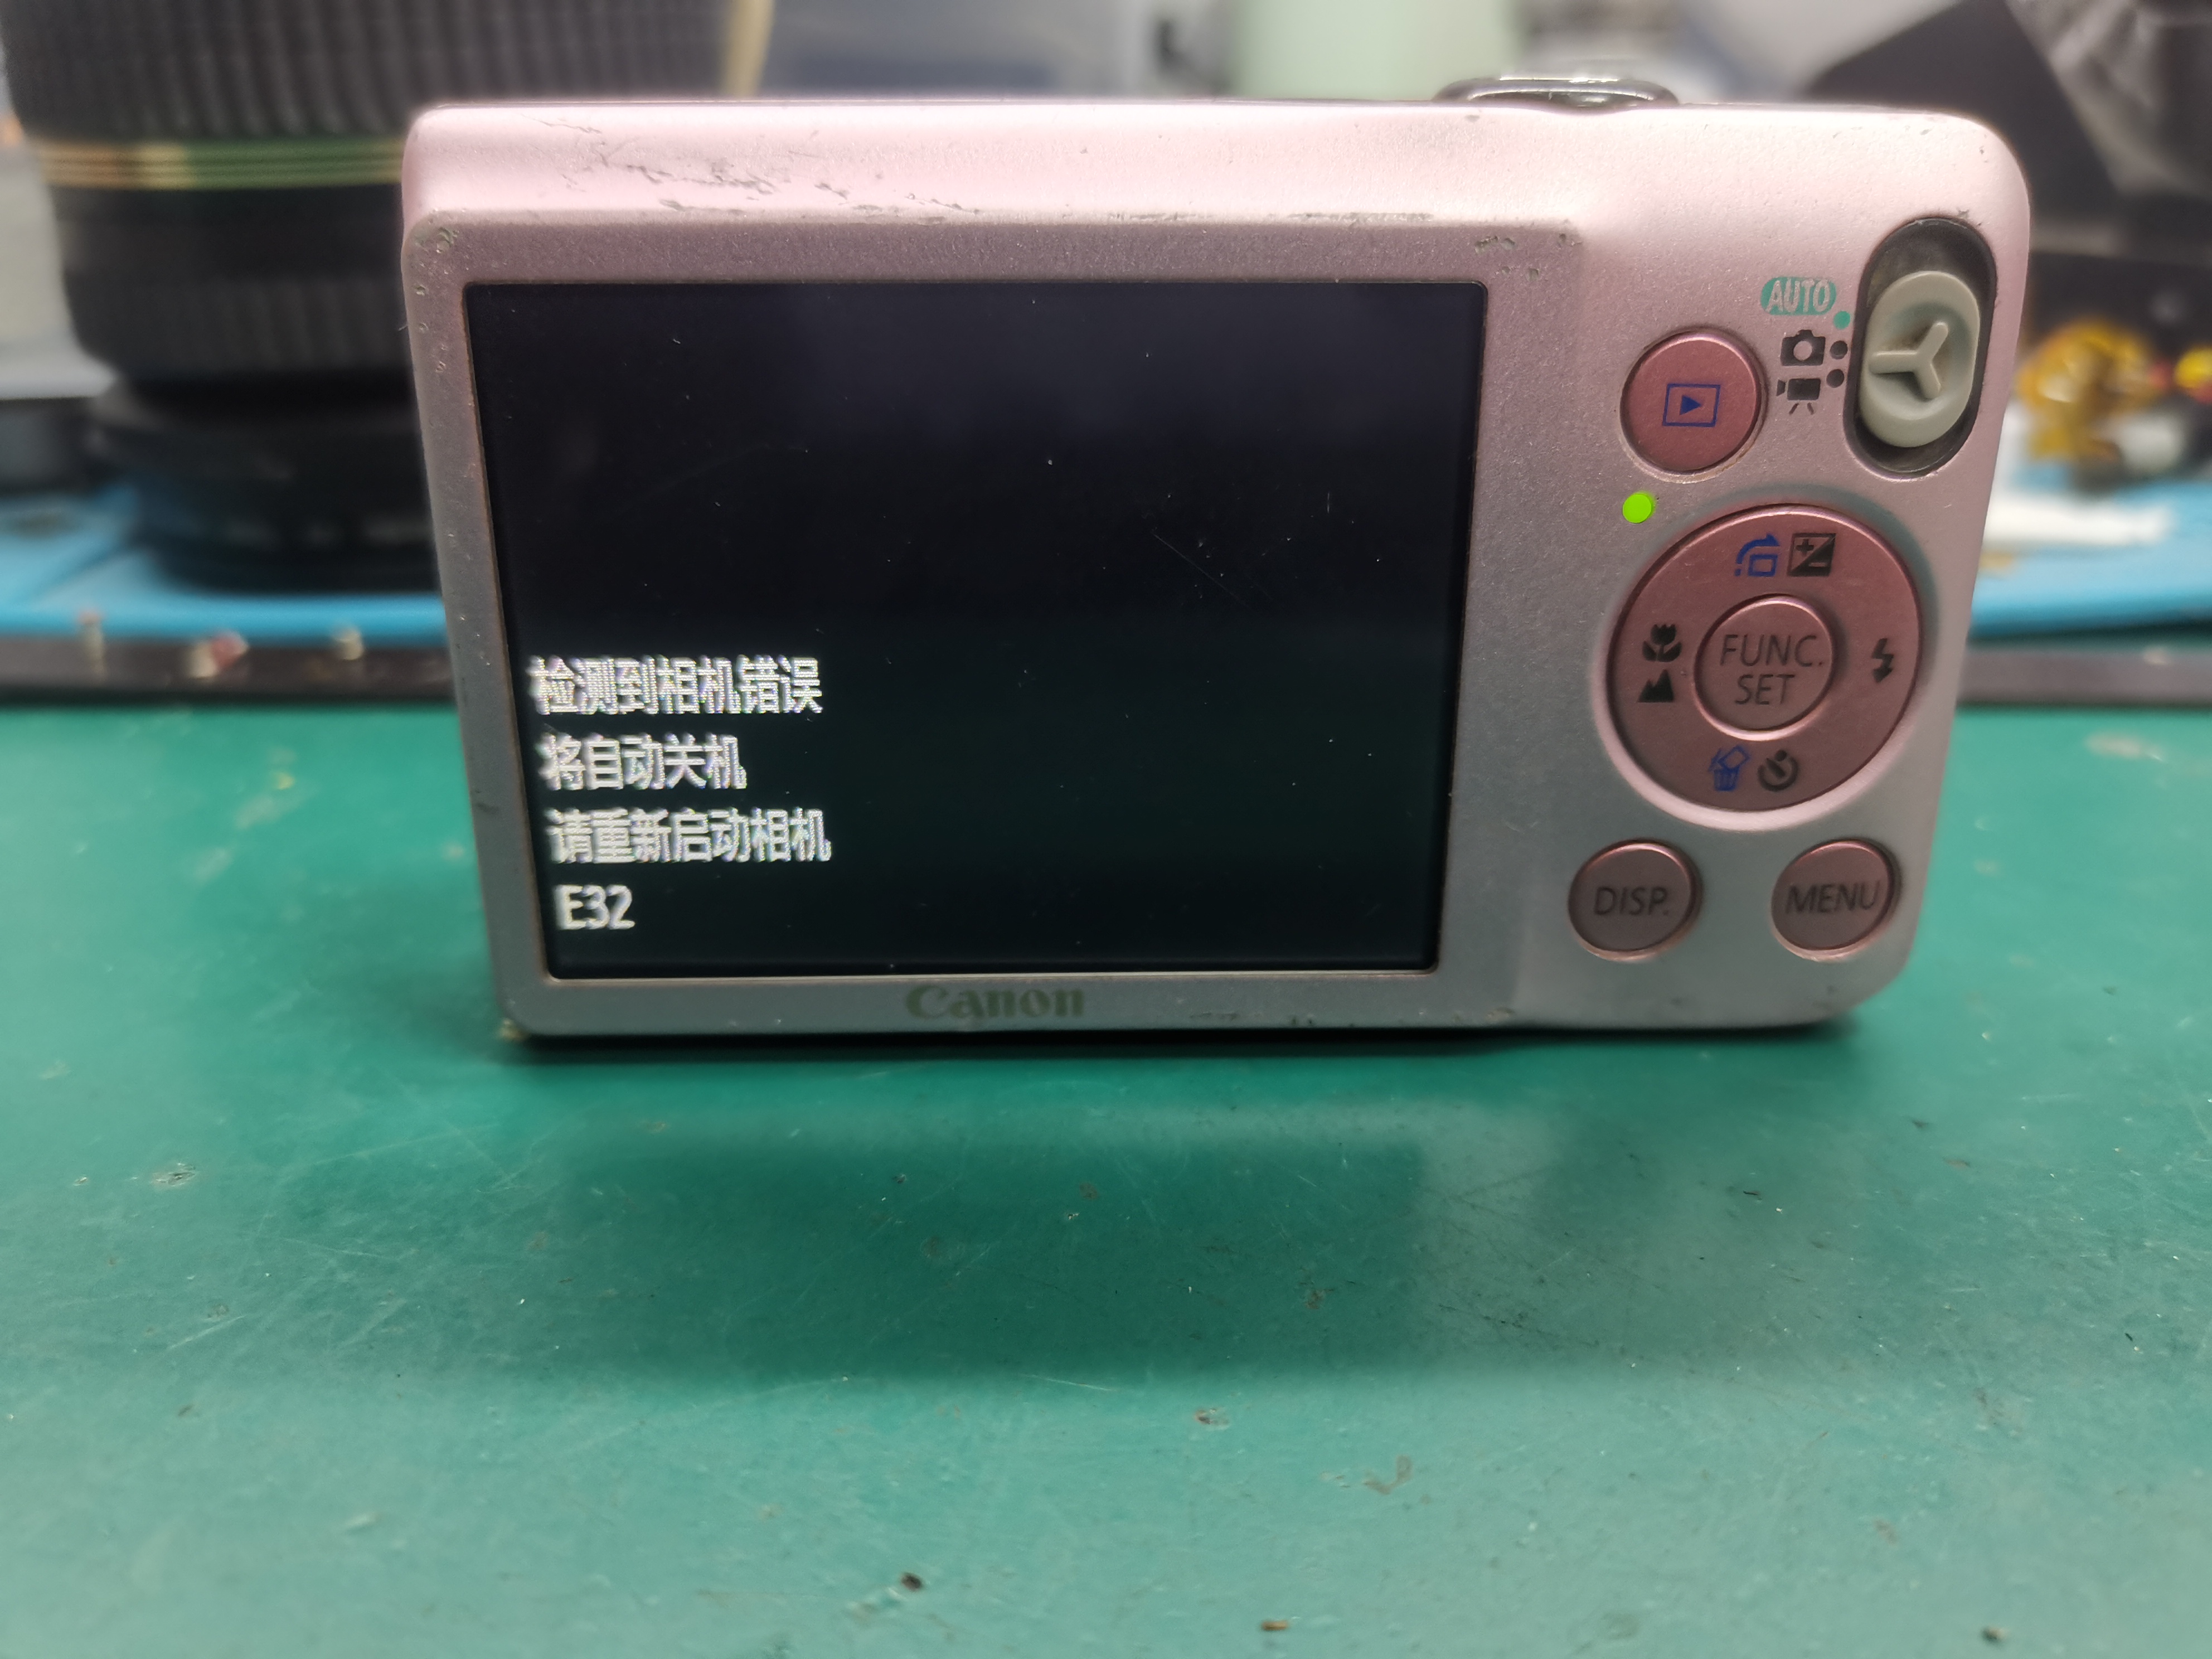 AUTO
检测到相机错误
将自动关机
请重新启动相机
E32
FUNC.
SET
DISP.
MENU
Canon